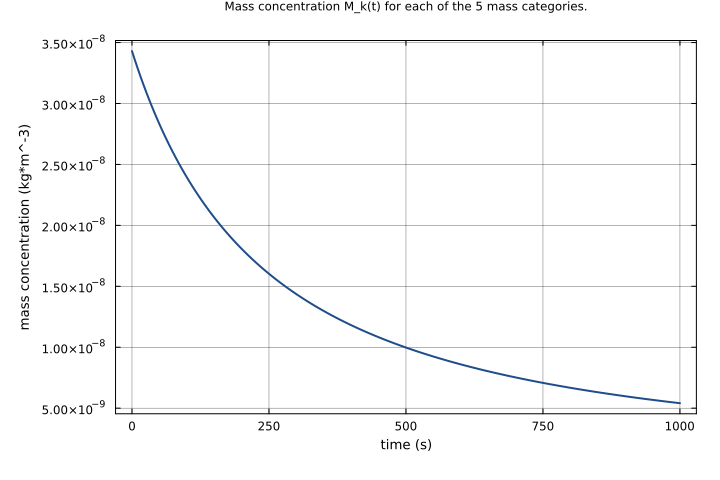 Mass concentration M_k(t) for each of the 5 mass categories.
mass concentration (kg*m^-3)
3.50×10⁻⁸
3.00×10⁻⁸
2.50×10⁻⁸
2.00×10⁻⁸
1.50×10⁻⁸
1.00×10⁻⁸
5.00×10⁻⁹
0 250 500 750 1000
time (s)